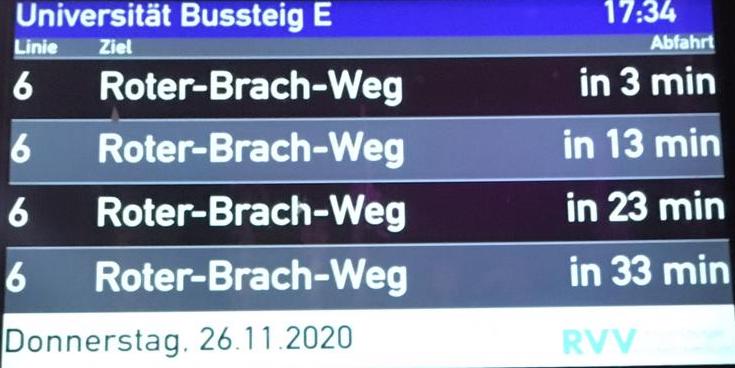 Universität Bussteig E 17:34
Linie Ziel Abfahrt
6 Roter-Brach-Weg in 3 min
6 Roter-Brach-Weg in 13 min
6 Roter-Brach-Weg in 23 min
6 Roter-Brach-Weg in 33 min
Donnerstag, 26.11.2020 RVV